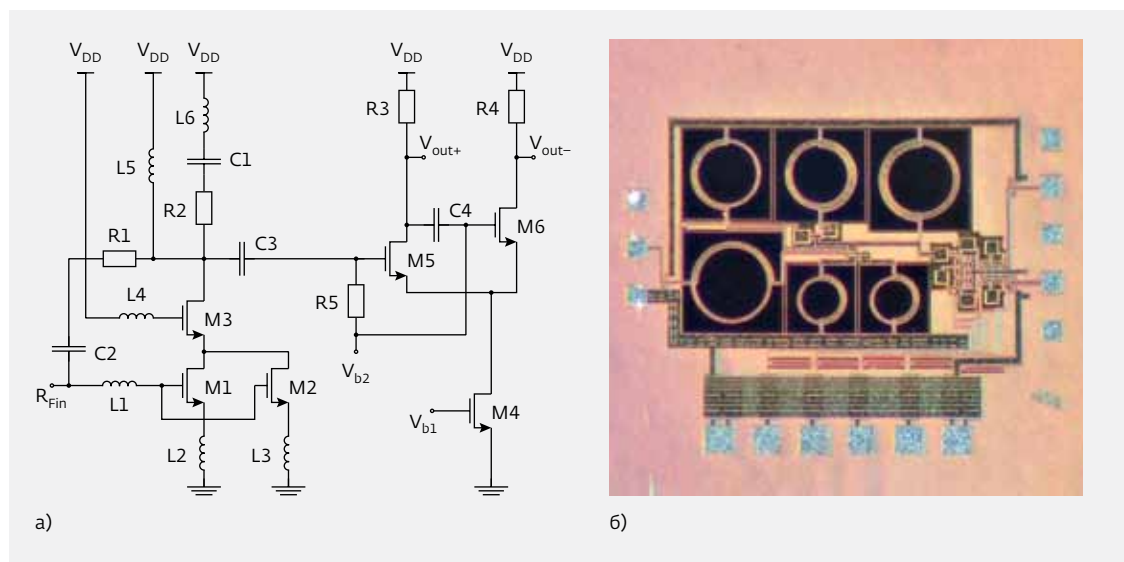 V_DD V_DD V_DD V_DD V_DD
L6
R3 R4
C1
L5
V_out+ V_out−
R2
C4
R1 C3 M6
M5
L4 R5
M3
C2
V_b2
R_Fin L1 M1 M2
V_b1 M4
L2 L3
а) б)